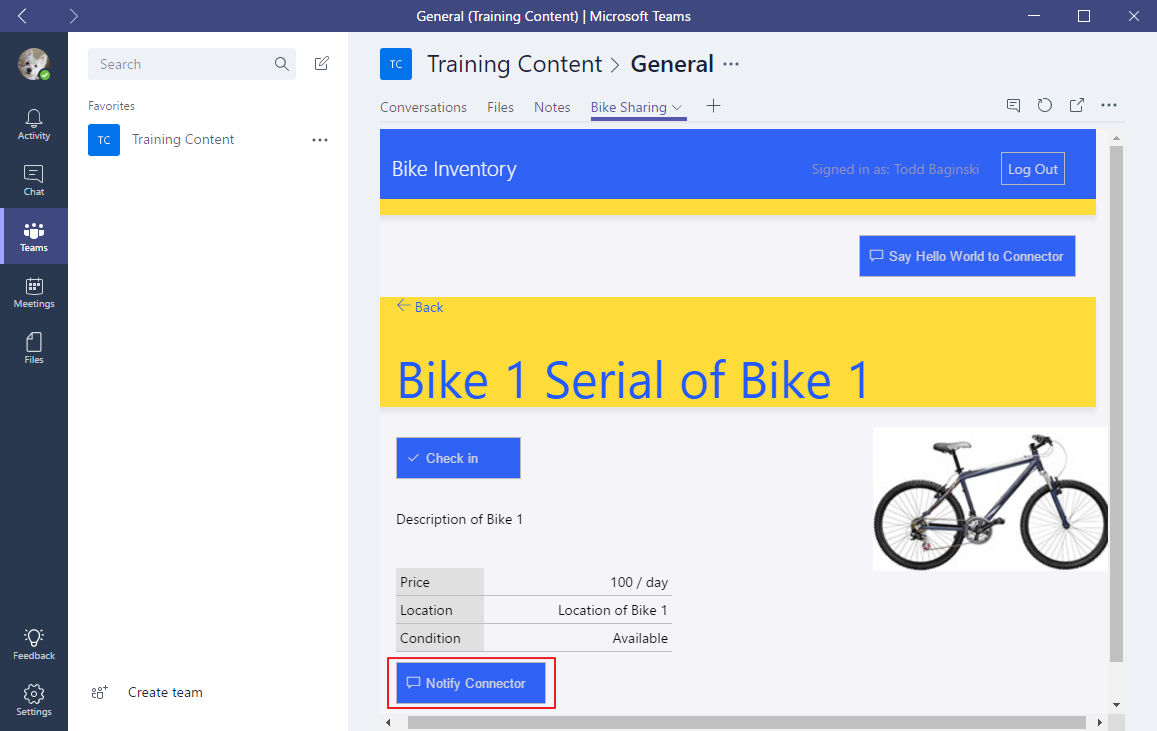 General (Training Content) | Microsoft Teams
Activity
Chat
Teams
Meetings
Files
Feedback
Settings
Search
Favorites
TC Training Content
Create team
TC Training Content > General
Conversations Files Notes Bike Sharing
Bike Inventory Signed in as: Todd Baginski Log Out
Say Hello World to Connector
Back
Bike 1 Serial of Bike 1
Check in
Description of Bike 1
Price 100 / day
Location Location of Bike 1
Condition Available
Notify Connector